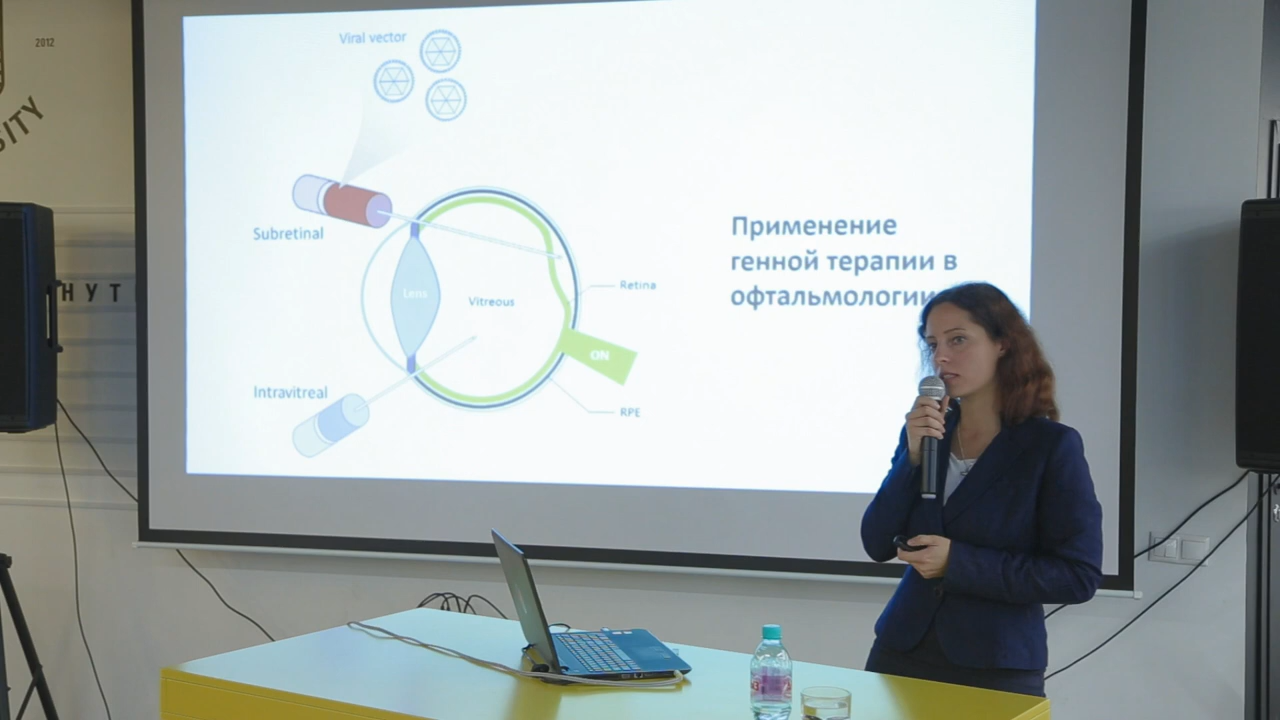 2012
SITY
НУТ
Viral vector
Subretinal
Lens
Vitreous
Retina
ON
Intravitreal
RPE
Применение
генной терапии в
офтальмологии